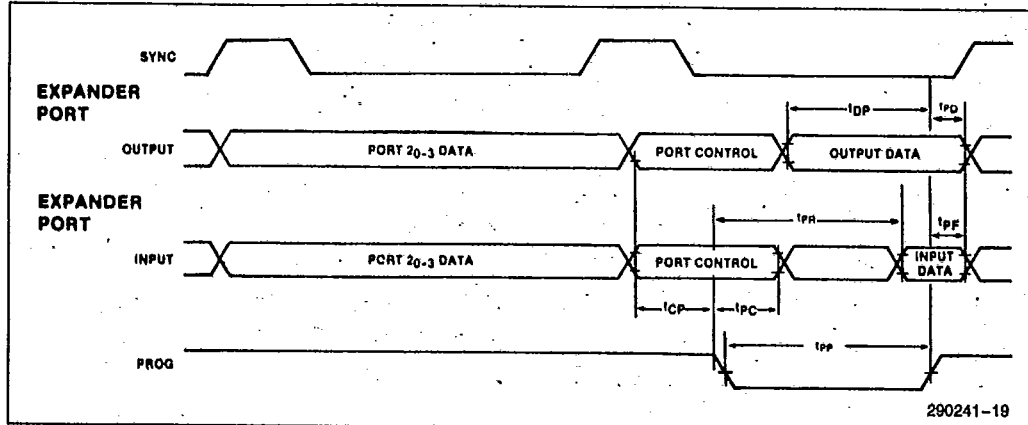 SYNC
EXPANDER
PORT
tDP
tPD
OUTPUT
PORT 20-3 DATA
PORT CONTROL
OUTPUT DATA
EXPANDER
PORT
tPR
tPF
INPUT
PORT 20-3 DATA
PORT CONTROL
INPUT
DATA
tCP
tPC
tPP
PROG
290241-19